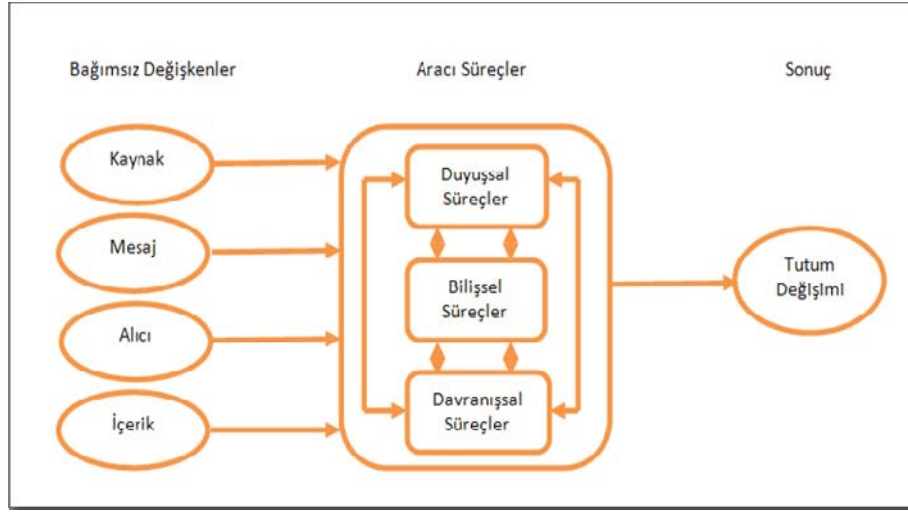 Bağımsız Değişkenler
Aracı Süreçler
Sonuç
Kaynak
Mesaj
Alıcı
İçerik
Duyuşsal
Süreçler
Bilişsel
Süreçler
Davranışsal
Süreçler
Tutum
Değişimi